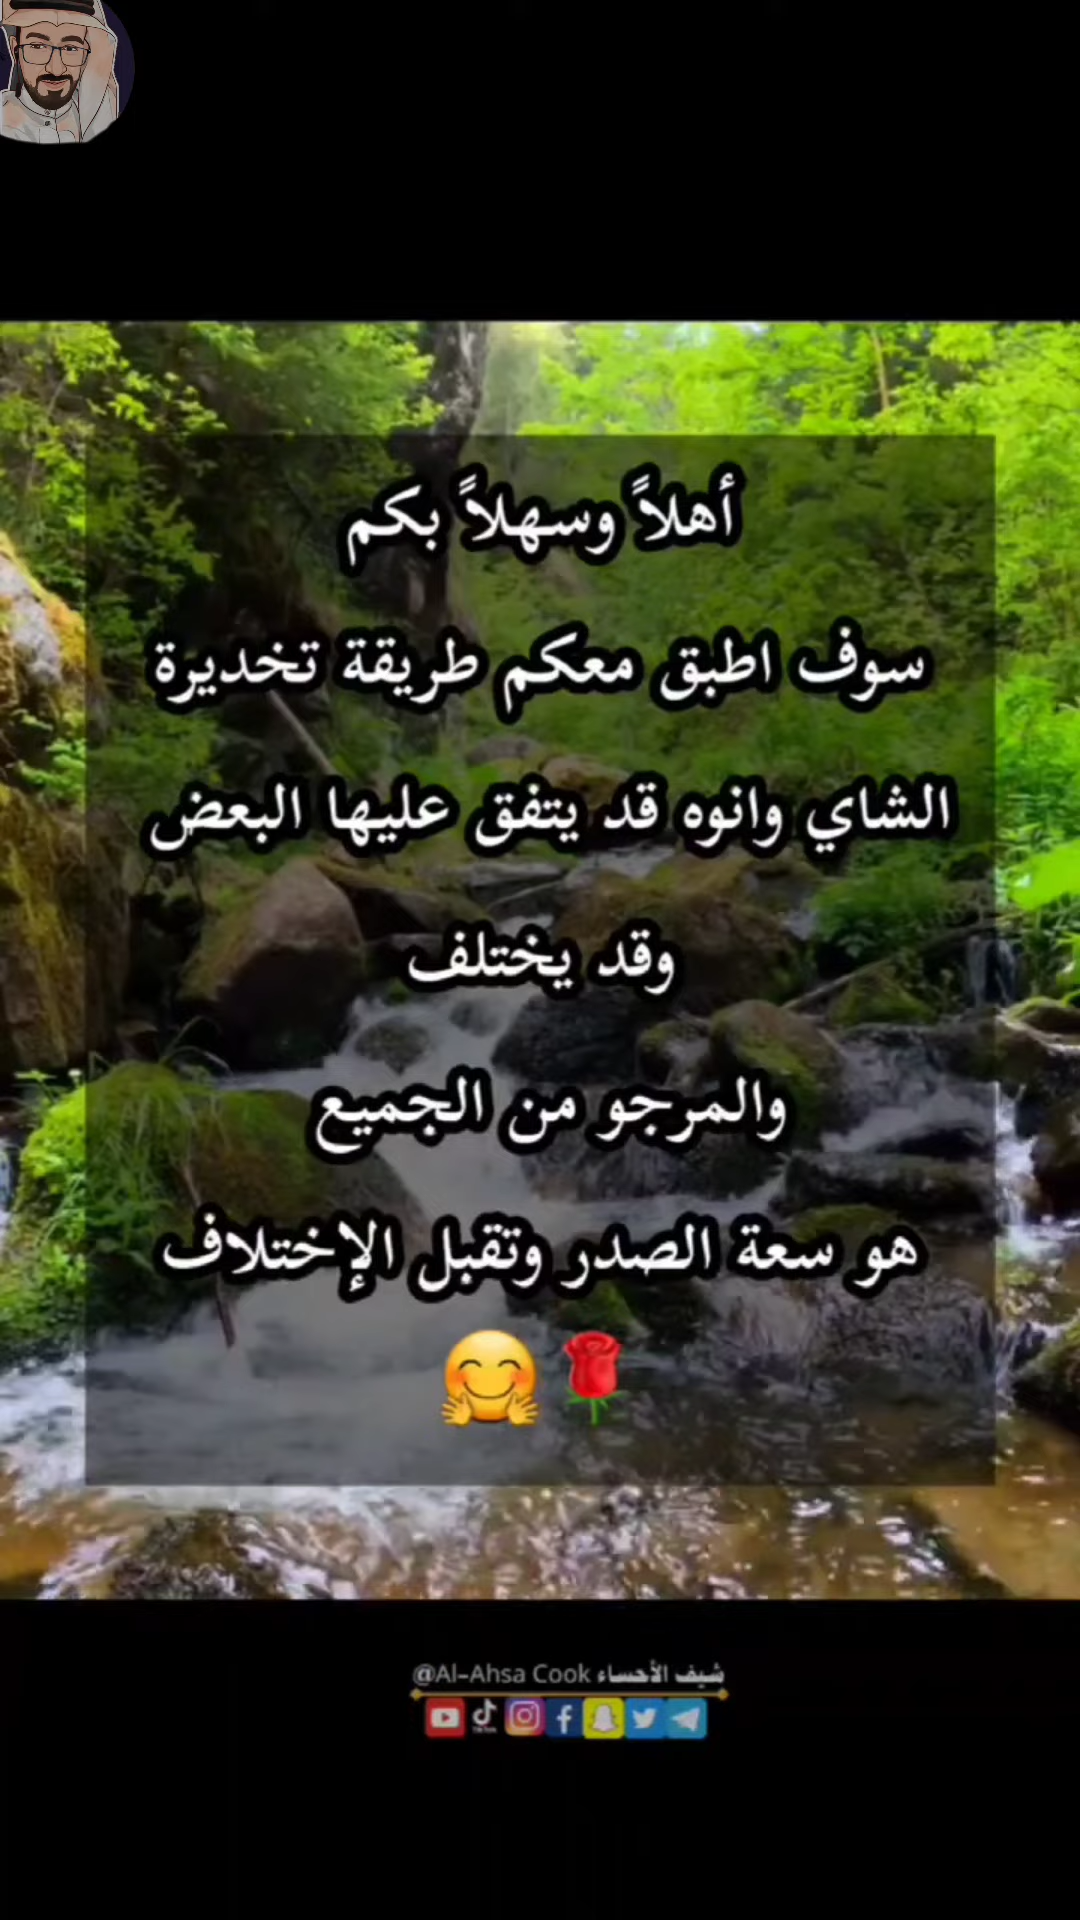 أهلاً وسهلاً بكم
سوف اطبق معكم طريقة تخديرة
الشاي وانوه قد يتفق عليها البعض
وقد يختلف
والمرجو من الجميع
هو سعة الصدر وتقبل الإختلاف
🌹🤗
@Al-Ahsa Cook شيف الأحساء